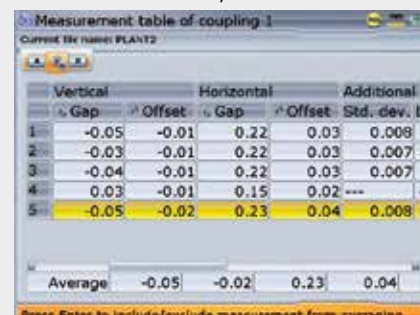 Measurement table of coupling 1
Current file name: PLANT2
Vertical Horizontal Additional
Gap Offset Gap Offset Std. dev.
1 -0.05 -0.01 0.22 0.03 0.008
2 -0.03 -0.01 0.22 0.03 0.007
3 -0.04 -0.01 0.22 0.03 0.007
4 0.03 -0.01 0.15 0.02 ---
5 -0.05 -0.02 0.23 0.04 0.008
Average -0.05 -0.02 0.23 0.04
Press Enter to include/exclude measurement from averaging